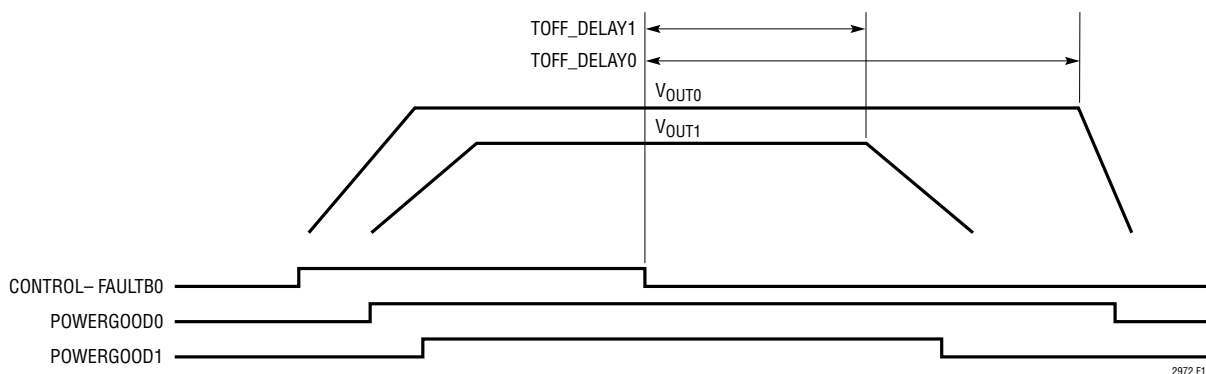 TOFF_DELAY1
TOFF_DELAY0
VOUT0
VOUT1
CONTROL– FAULTB0
POWERGOOD0
POWERGOOD1
2972 F1